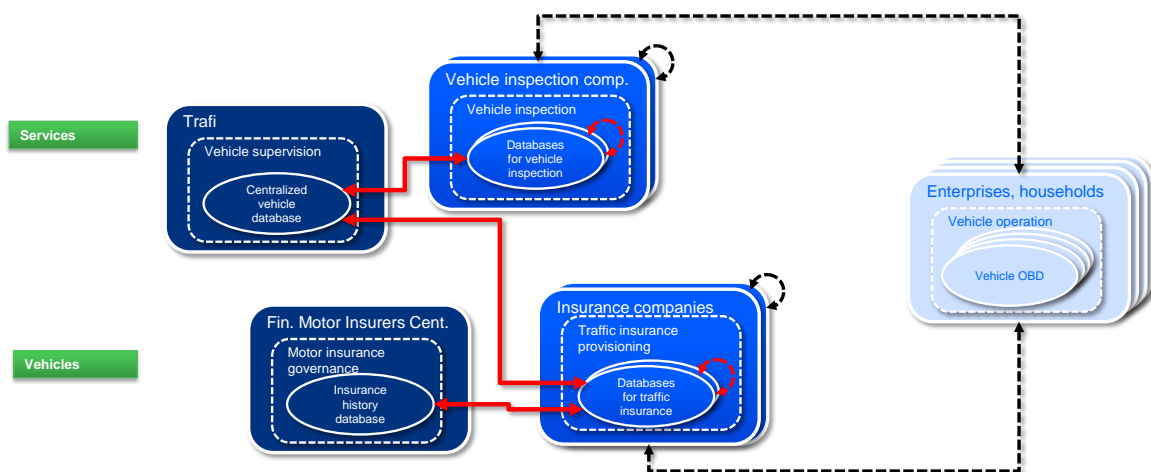 Services
Vehicles
Trafi
Vehicle supervision
Centralized
vehicle
database
Vehicle inspection comp.
Vehicle inspection
Databases
for vehicle
inspection
Fin. Motor Insurers Cent.
Motor insurance
governance
Insurance
history
database
Insurance companies
Traffic insurance
provisioning
Databases
for traffic
insurance
Enterprises, households
Vehicle operation
Vehicle OBD